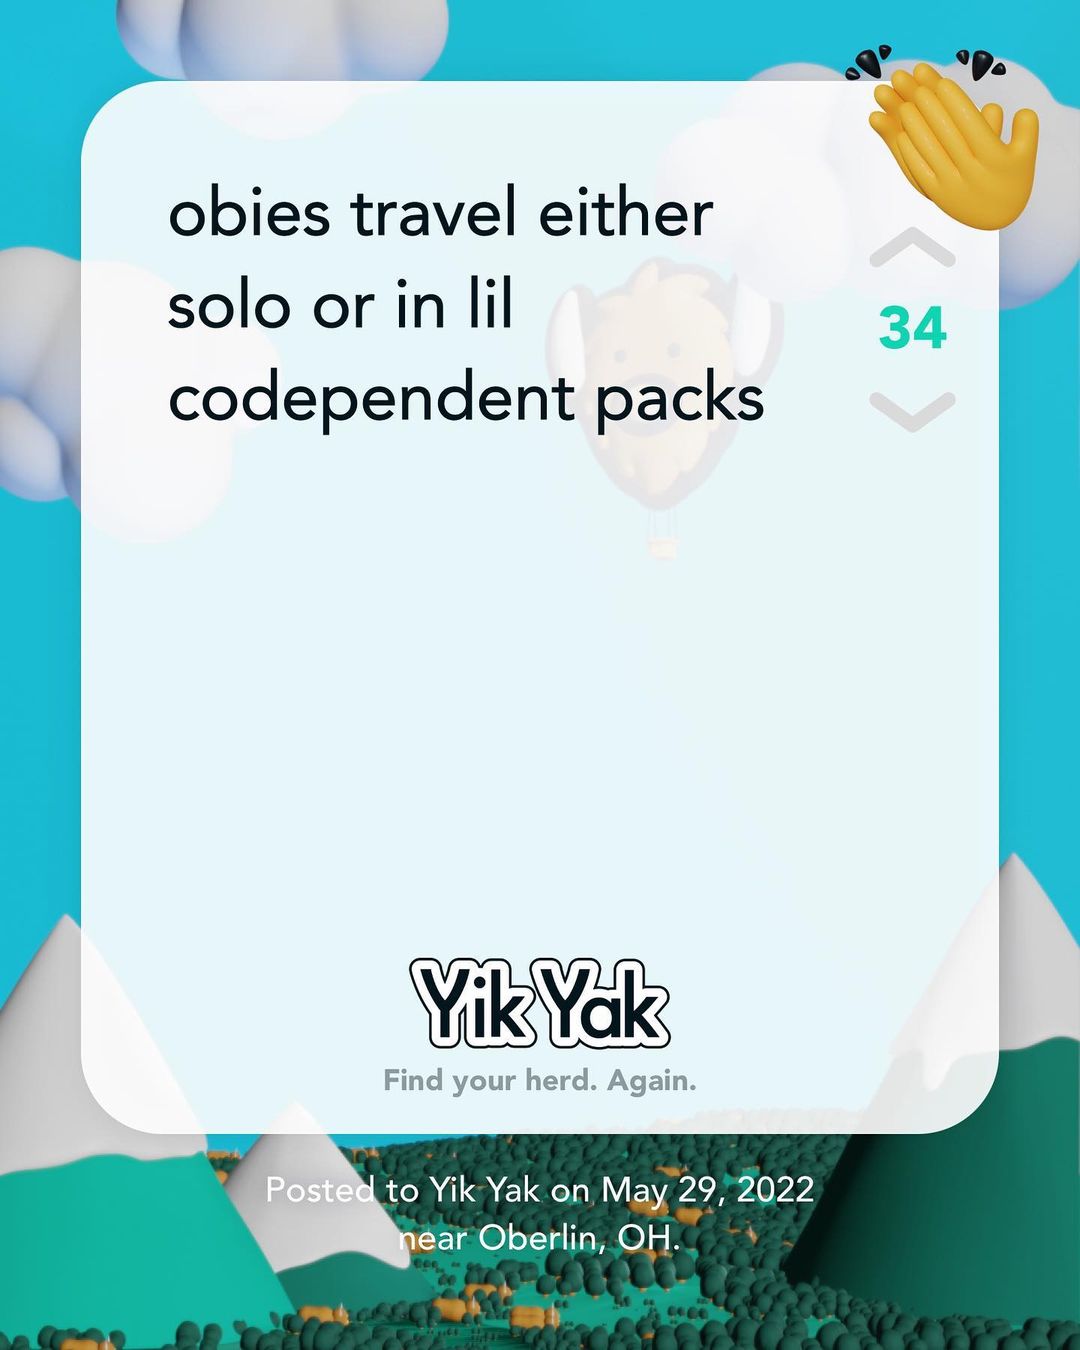 obies travel either
solo or in lil
codependent packs
34
Yik Yak
Find your herd. Again.
Posted to Yik Yak on May 29, 2022
near Oberlin, OH.